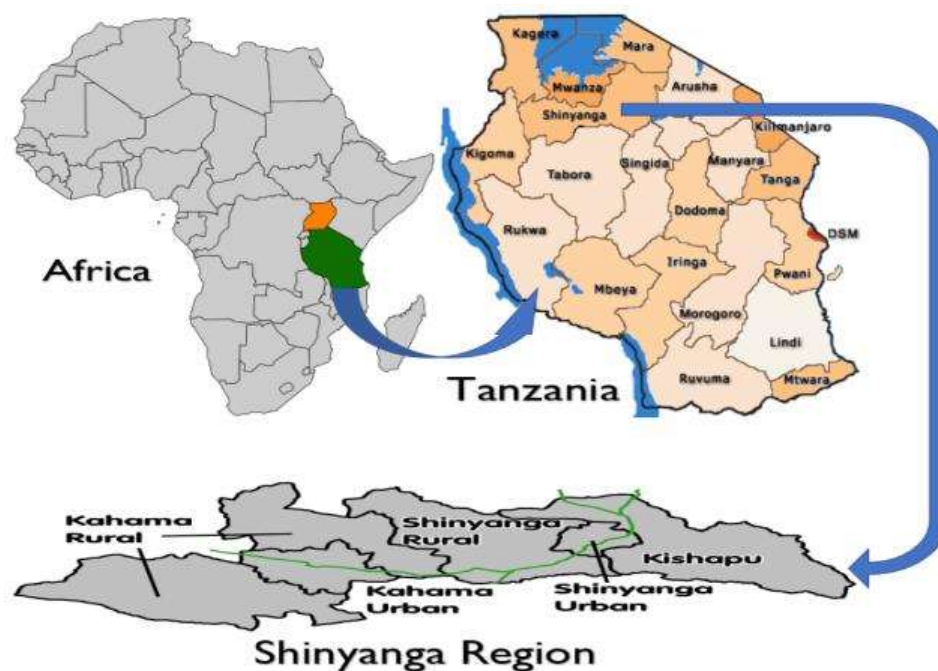 Kagera
Mara
Mwanza
Arusha
Shinyanga
Kilimanjaro
Kigoma
Singida
Manyara
Tabora
Tanga
Dodoma
Rukwa
DSM
Iringa
Pwani
Mbeya
Morogoro
Lindi
Ruvuma
Mtwara
Africa
Tanzania
Kahama
Rural
Shinyanga
Rural
Kishapu
Kahama
Urban
Shinyanga
Urban
Shinyanga Region